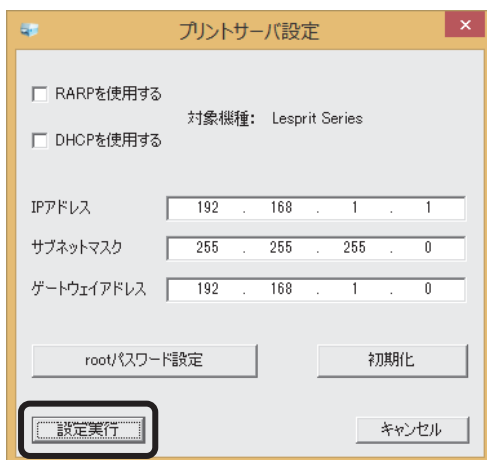 プリントサーバ設定
RARPを使用する
対象機種: Lesprit Series
DHCPを使用する
IPアドレス 192 . 168 . 1 . 1
サブネットマスク 255 . 255 . 255 . 0
ゲートウェイアドレス 192 . 168 . 1 . 0
rootパスワード設定 初期化
設定実行 キャンセル